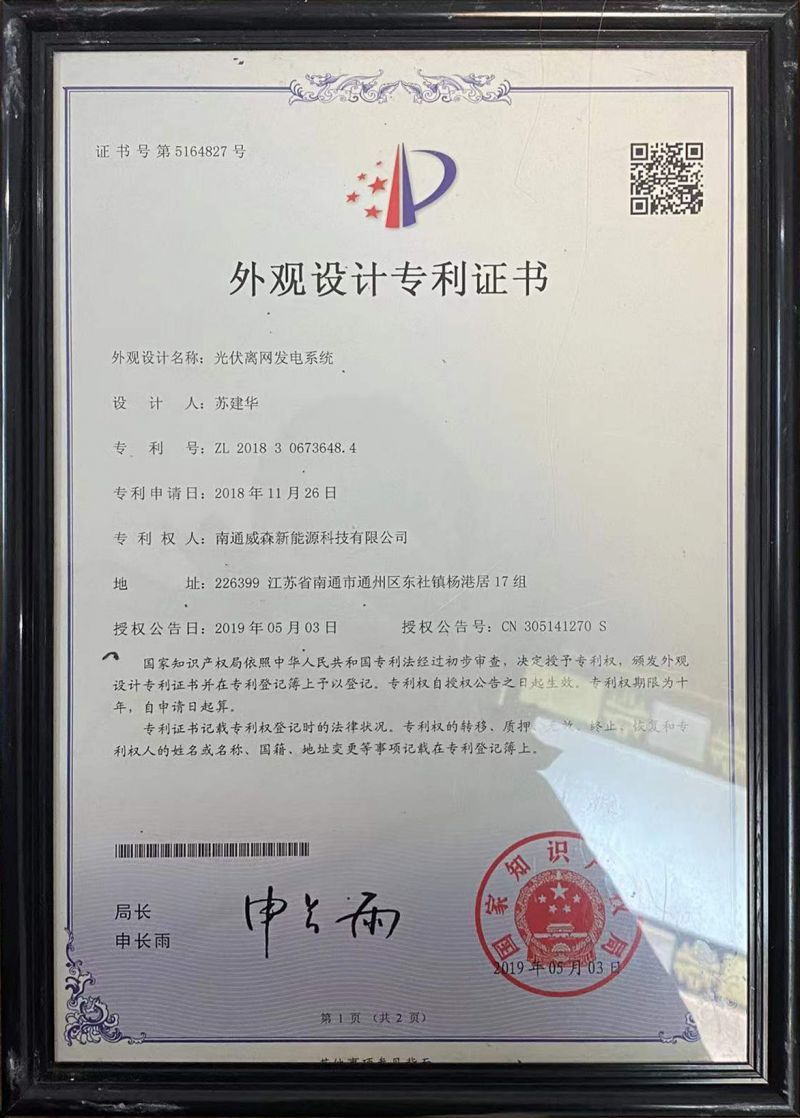 证书号第5164827号
外观设计专利证书
外观设计名称：光伏离网发电系统
设计人：苏建华
专利号：ZL 2018 3 0673648.4
专利申请日：2018年11月26日
专利权人：南通威森新能源科技有限公司
地址：226399 江苏省南通市通州区东社镇杨港居17组
授权公告日：2019年05月03日 授权公告号：CN 305141270 S
国家知识产权局依照中华人民共和国专利法经过初步审查，决定授予专利权，颁发外观
设计专利证书并在专利登记簿上予以登记。专利权自授权公告之日起生效。专利权期限为十
年，自申请日起算。
专利证书记载专利权登记时的法律状况。专利权的转移、质押、无效、终止、恢复和专
利权人的姓名或名称、国籍、地址变更等事项记载在专利登记簿上。
局长
申长雨
申长雨
国家知识产权局
2019年05月03日
第1页（共2页）